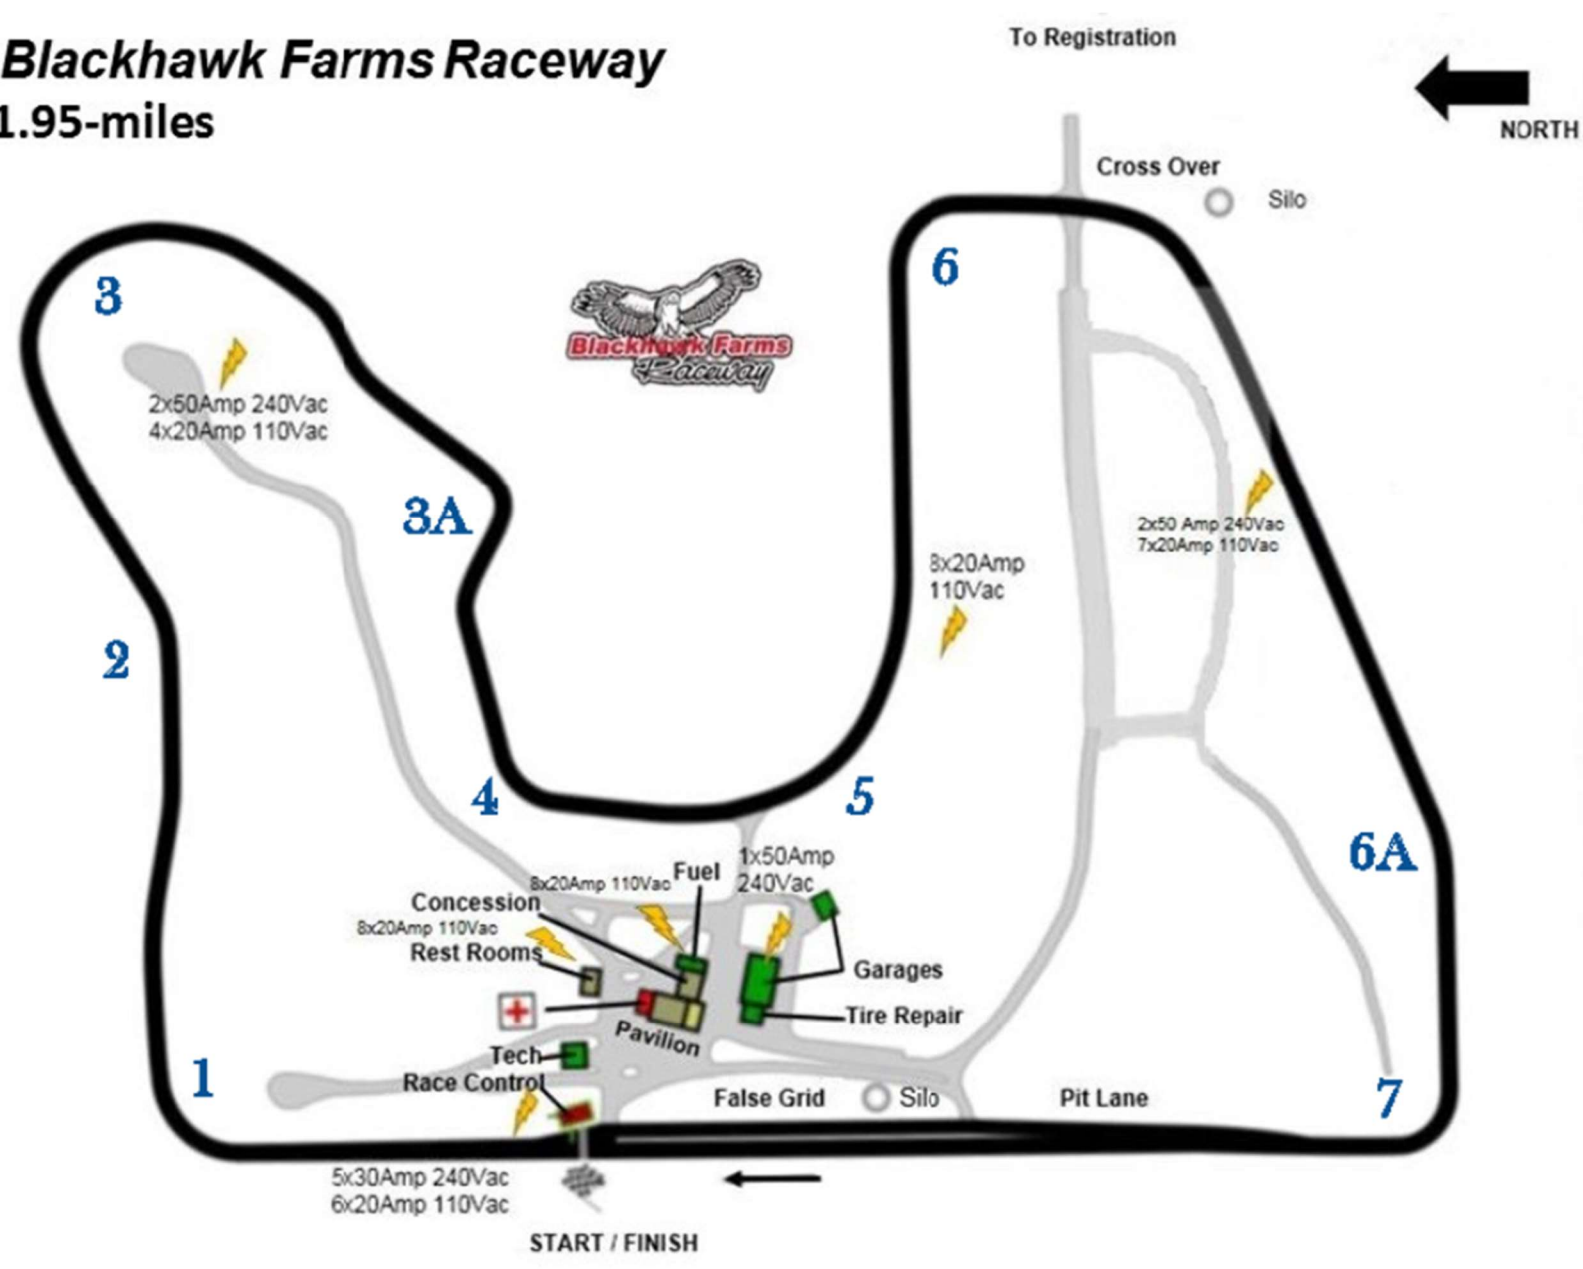 Blackhawk Farms Raceway
1.95-miles
To Registration
NORTH
Cross Over
Silo
3
6
Blackhawk Farms
Raceway
2x50Amp 240Vac
4x20Amp 110Vac
3A
2x50 Amp 240Vac
7x20Amp 110Vac
8x20Amp
110Vac
2
4
5
6A
1x50Amp
240Vac
Fuel
8x20Amp 110Vac
Concession
8x20Amp 110Vac
Rest Rooms
Garages
Tire Repair
Pavilion
Tech
Race Control
1
False Grid
Silo
Pit Lane
7
5x30Amp 240Vac
6x20Amp 110Vac
START / FINISH